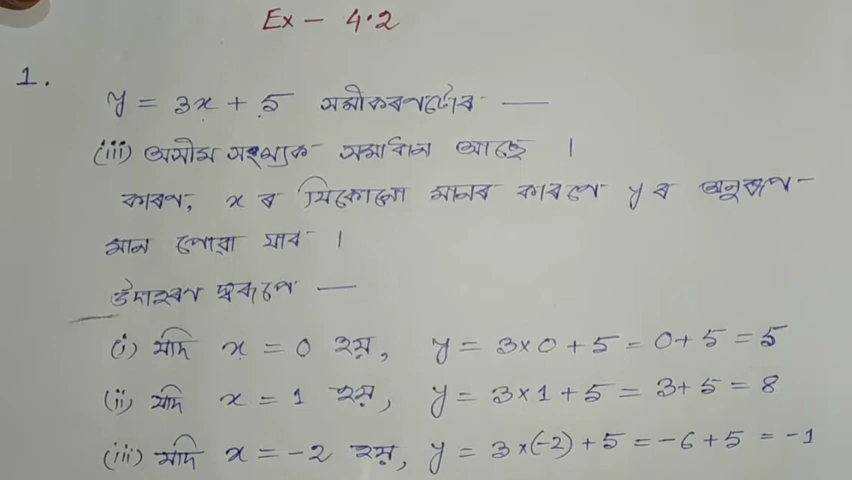 Ex – 4.2
1.
y = 3x + 5 সমীকৰণটোৰ —
(iii) অসীম সংখ্যক সমাধান আছে ।
কাৰণ, x ৰ যিকোনো মানৰ কাৰণে y ৰ অনুৰূপ
মান পোৱা যাব ।
উদাহৰণ স্বৰূপে —
(i) যদি x = 0 হয়, y = 3×0 + 5 = 0 + 5 = 5
(ii) যদি x = 1 হয়, y = 3×1 + 5 = 3 + 5 = 8
(iii) যদি x = -2 হয়, y = 3×(-2) + 5 = -6 + 5 = -1